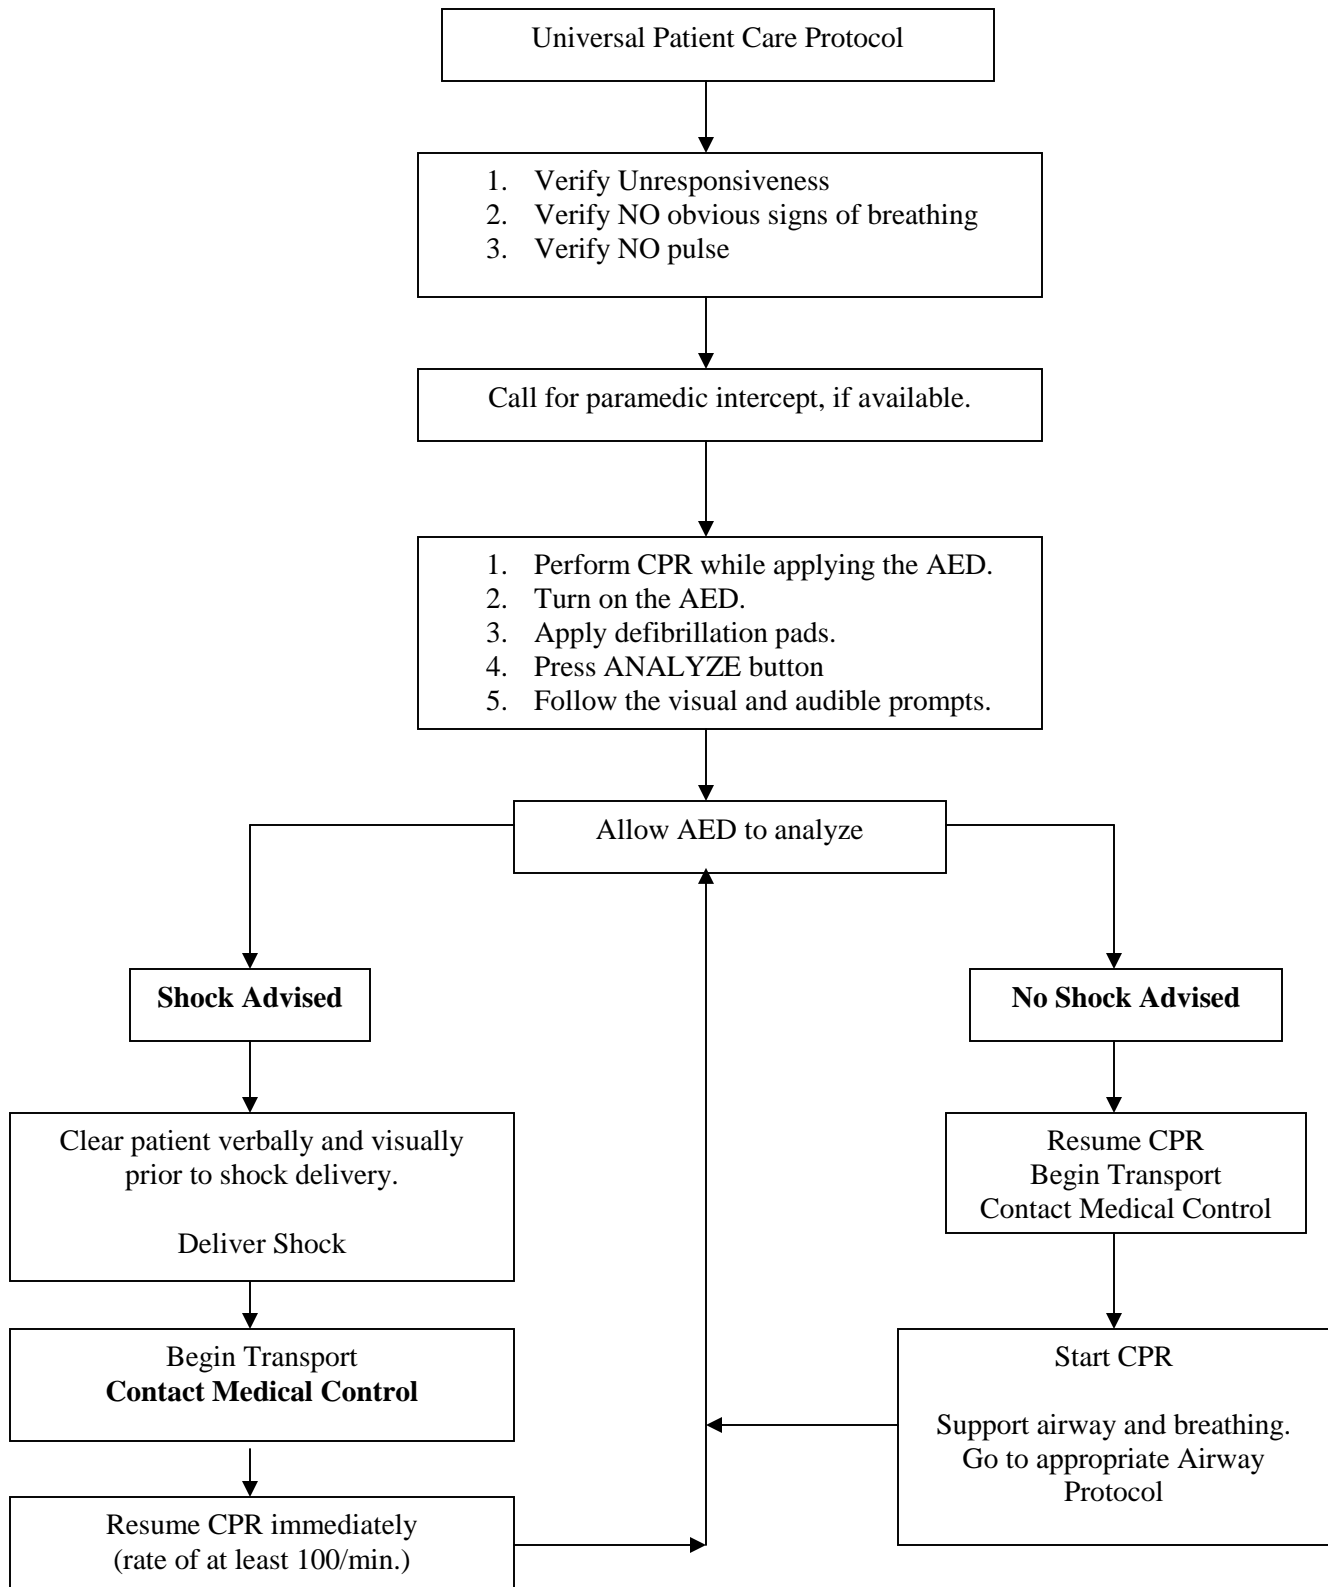 Universal Patient Care Protocol
1. Verify Unresponsiveness
2. Verify NO obvious signs of breathing
3. Verify NO pulse
Call for paramedic intercept, if available.
1. Perform CPR while applying the AED.
2. Turn on the AED.
3. Apply defibrillation pads.
4. Press ANALYZE button
5. Follow the visual and audible prompts.
Allow AED to analyze
Shock Advised
Clear patient verbally and visually
prior to shock delivery.
Deliver Shock
Begin Transport
Contact Medical Control
Resume CPR immediately
(rate of at least 100/min.)
No Shock Advised
Resume CPR
Begin Transport
Contact Medical Control
Start CPR
Support airway and breathing.
Go to appropriate Airway
Protocol